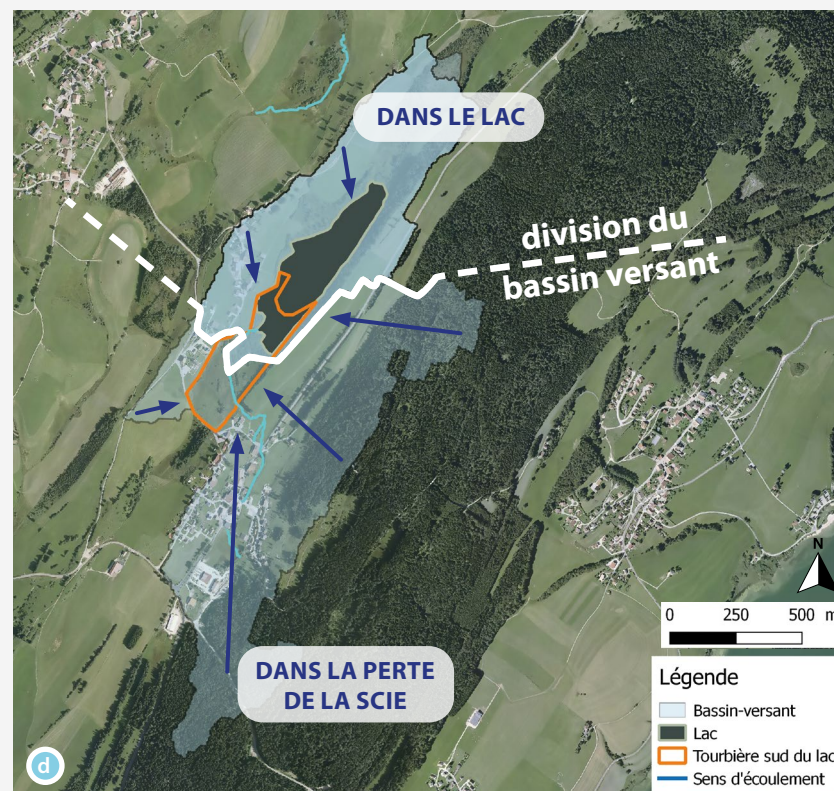 DANS LE LAC
division du
bassin versant
DANS LA PERTE
DE LA SCIE
N
0 250 500 m
Légende
Bassin-versant
Lac
Tourbière sud du lac
Sens d'écoulement
d